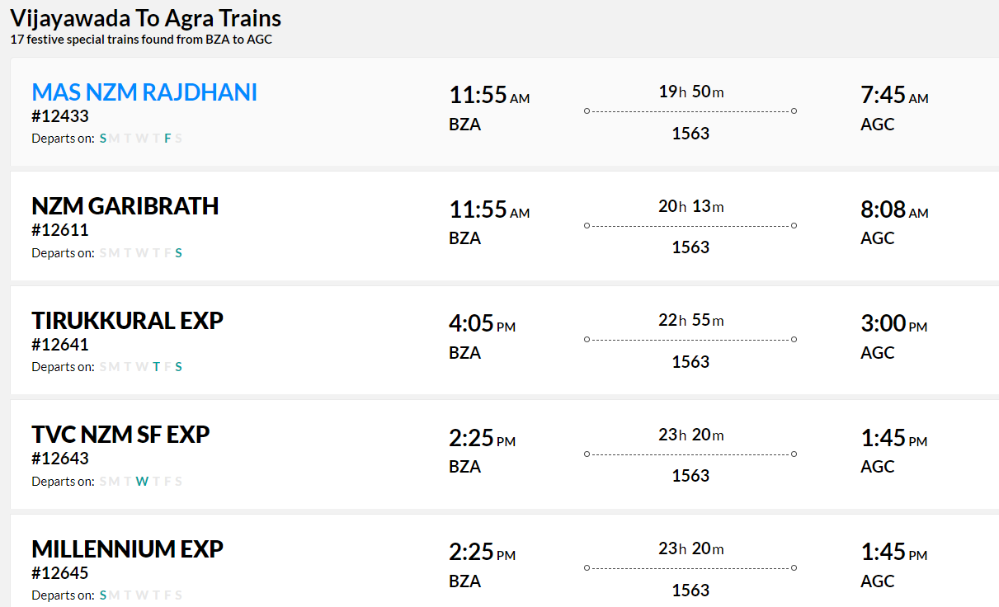 Vijayawada To Agra Trains
17 festive special trains found from BZA to AGC
MAS NZM RAJDHANI
#12433
Departs on: S M T W T F S
11:55 AM
BZA
19h 50m
1563
7:45 AM
AGC
NZM GARIBRATH
#12611
Departs on: S M T W T F S
11:55 AM
BZA
20h 13m
1563
8:08 AM
AGC
TIRUKKURAL EXP
#12641
Departs on: S M T W T F S
4:05 PM
BZA
22h 55m
1563
3:00 PM
AGC
TVC NZM SF EXP
#12643
Departs on: S M T W T F S
2:25 PM
BZA
23h 20m
1563
1:45 PM
AGC
MILLENNIUM EXP
#12645
Departs on: S M T W T F S
2:25 PM
BZA
23h 20m
1563
1:45 PM
AGC